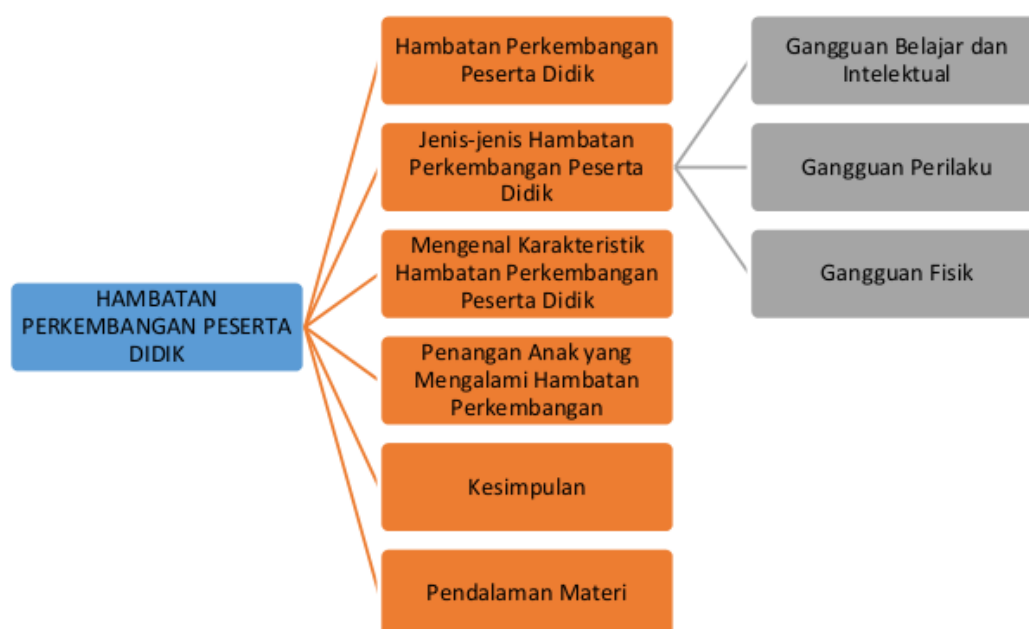 HAMBATAN
PERKEMBANGAN PESERTA
DIDIK
Hambatan Perkembangan
Peserta Didik
Jenis-jenis Hambatan
Perkembangan Peserta
Didik
Mengenal Karakteristik
Hambatan Perkembangan
Peserta Didik
Penangan Anak yang
Mengalami Hambatan
Perkembangan
Kesimpulan
Pendalaman Materi
Gangguan Belajar dan
Intelektual
Gangguan Perilaku
Gangguan Fisik